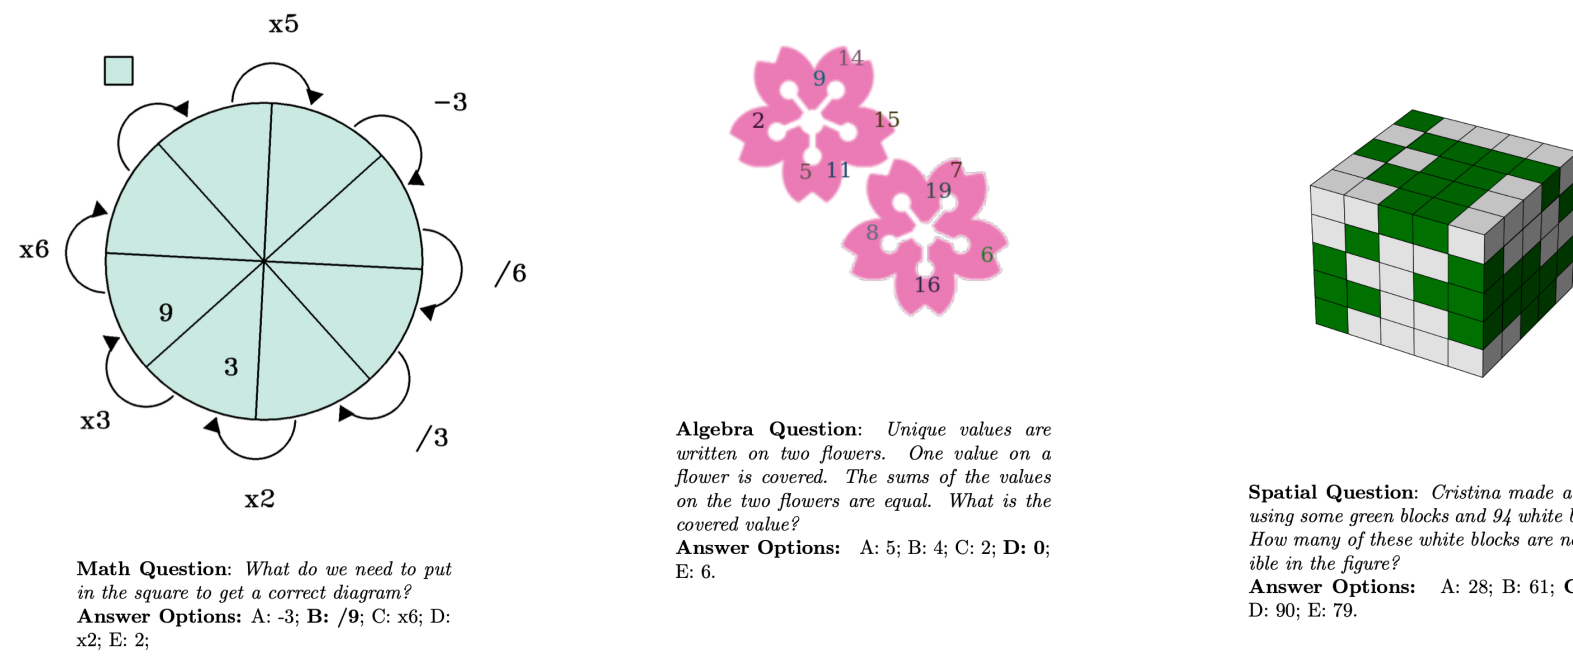 x5
-3
x6
/6
9
3
x3
/3
x2
Math Question: What do we need to put
in the square to get a correct diagram?
Answer Options: A: -3; B: /9; C: x6; D:
x2; E: 2;
14
9
2
15
5 11
7
19
8
6
16
Algebra Question: Unique values are
written on two flowers. One value on a
flower is covered. The sums of the values
on the two flowers are equal. What is the
covered value?
Answer Options: A: 5; B: 4; C: 2; D: 0;
E: 6.
Spatial Question: Cristina made a
using some green blocks and 94 white
How many of these white blocks are
ible in the figure?
Answer Options: A: 28; B: 61;
D: 90; E: 79.